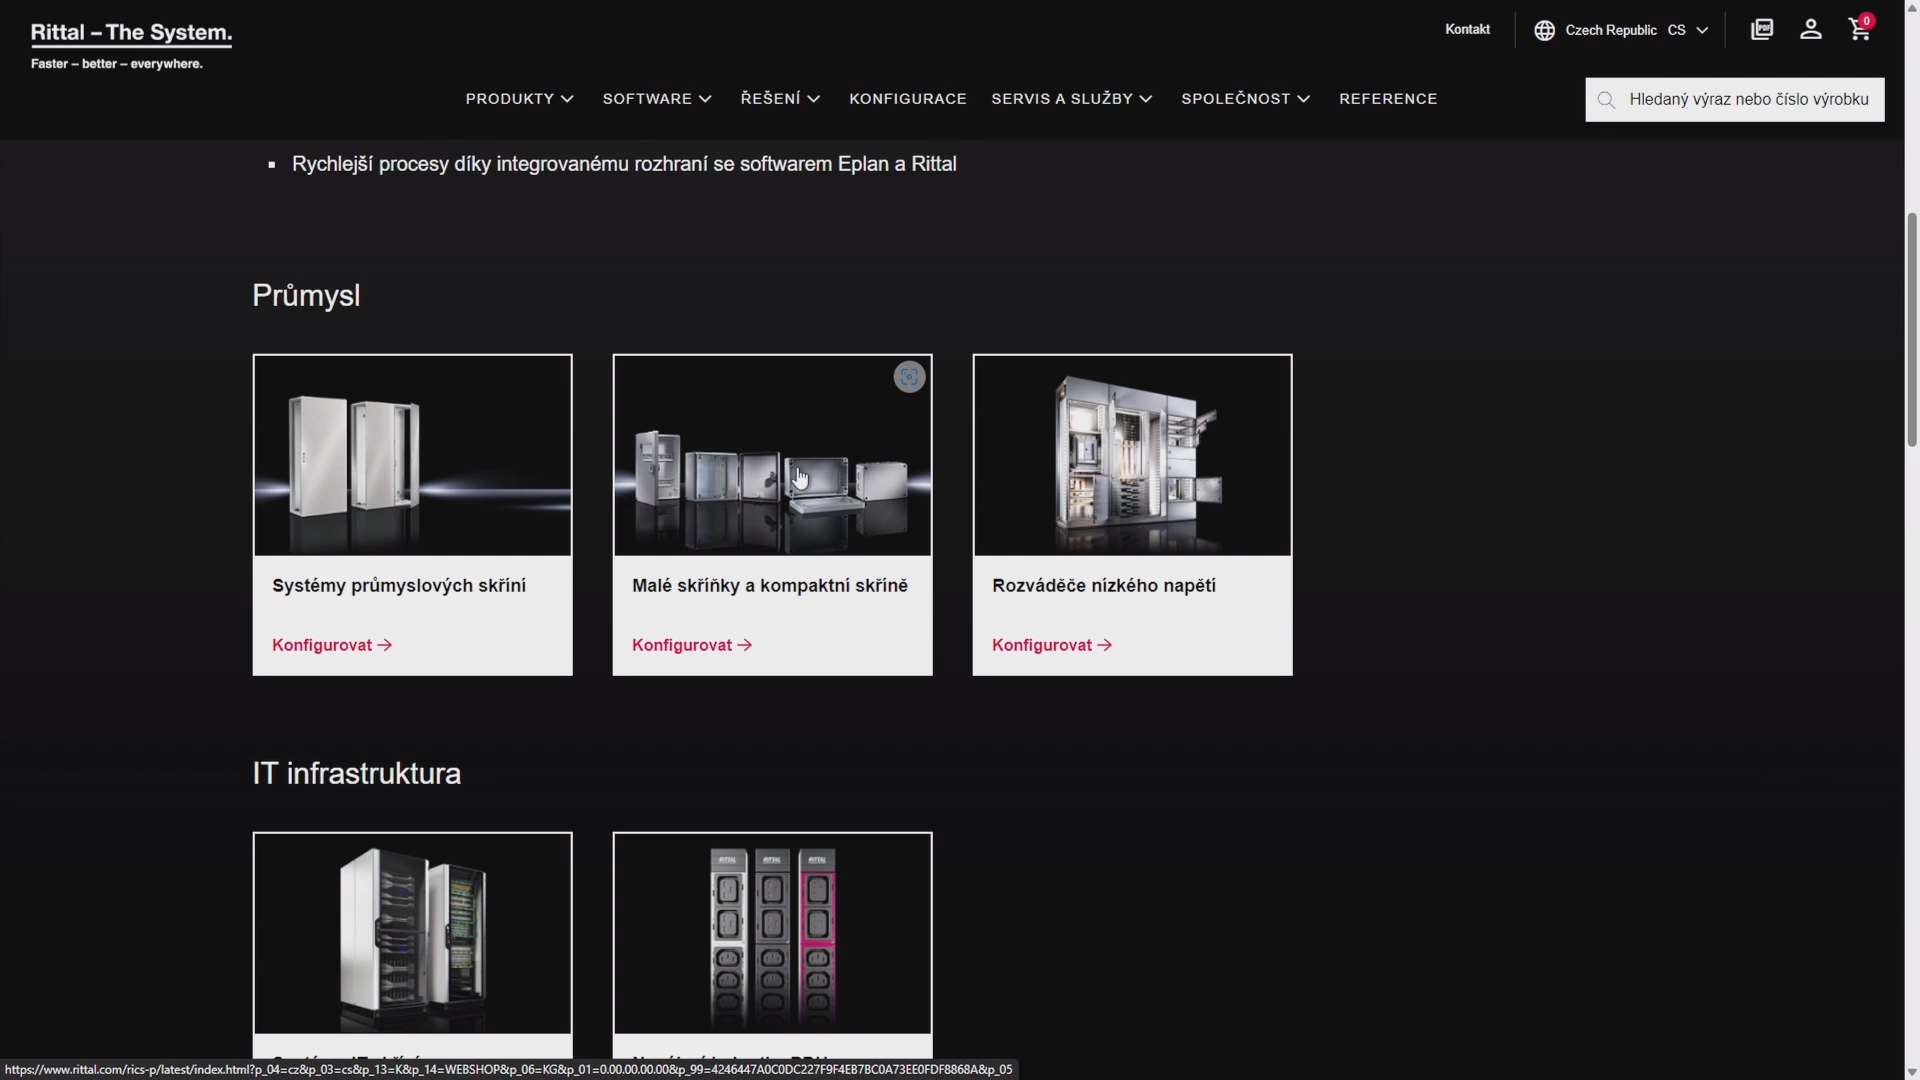 Rittal – The System.
Faster – better – everywhere.
Kontakt
Czech Republic CS
0
PRODUKTY
SOFTWARE
ŘEŠENÍ
KONFIGURACE
SERVIS A SLUŽBY
SPOLEČNOST
REFERENCE
Hledaný výraz nebo číslo výrobku
Rychlejší procesy díky integrovanému rozhraní se softwarem Eplan a Rittal
Průmysl
Systémy průmyslových skříní
Konfigurovat
Malé skříňky a kompaktní skříně
Konfigurovat
Rozváděče nízkého napětí
Konfigurovat
IT infrastruktura
RITTAL RITTAL RITTAL
https://www.rittal.com/rics-p/latest/index.html?p_04=cz&p_03=cs&p_13=K&p_14=WEBSHOP&p_06=KG&p_01=0.00.00.00.00&p_99=4246447A0C0DC227F9F4EB7BC0A73EE0FDF8868A&p_05